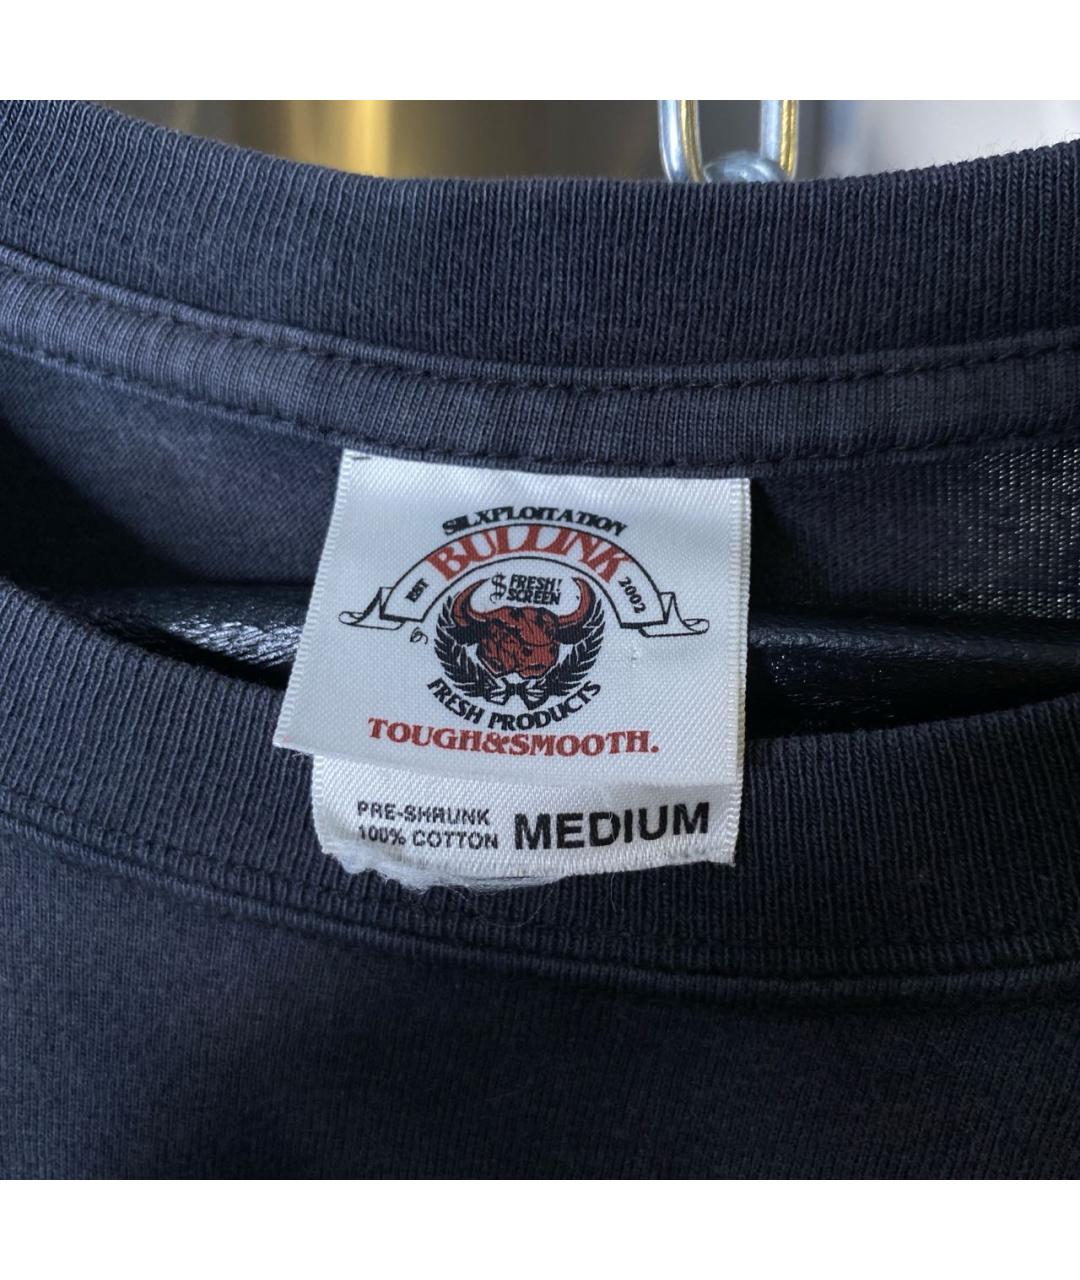 SILXPLOITATION
BULLINK
EST 2002
$ FRESH!
SCREEN
FRESH PRODUCTS
TOUGH&SMOOTH.
PRE-SHRUNK
100% COTTON MEDIUM